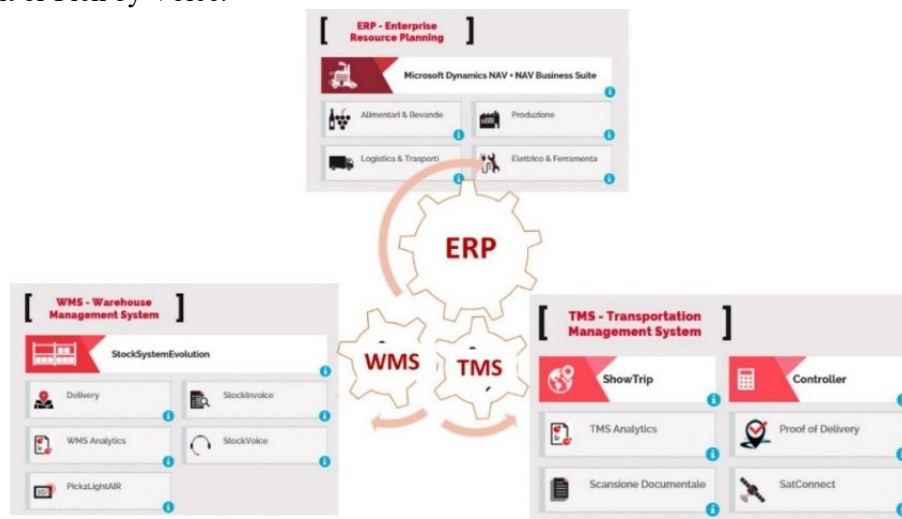 [ ERP - Enterprise
Resource Planning ]
Microsoft Dynamics NAV + NAV Business Suite
Alimentari & Bevande
Produzione
Logistica & Trasporti
Elettrico & Ferramenta
ERP
WMS
TMS
[ WMS - Warehouse
Management System ]
StockSystemEvolution
Delivery
StockInvoice
WMS Analytics
StockVoice
Pick2LightAIR
[ TMS - Transportation
Management System ]
ShowTrip
Controller
TMS Analytics
Proof of Delivery
Scansione Documentale
SatConnect